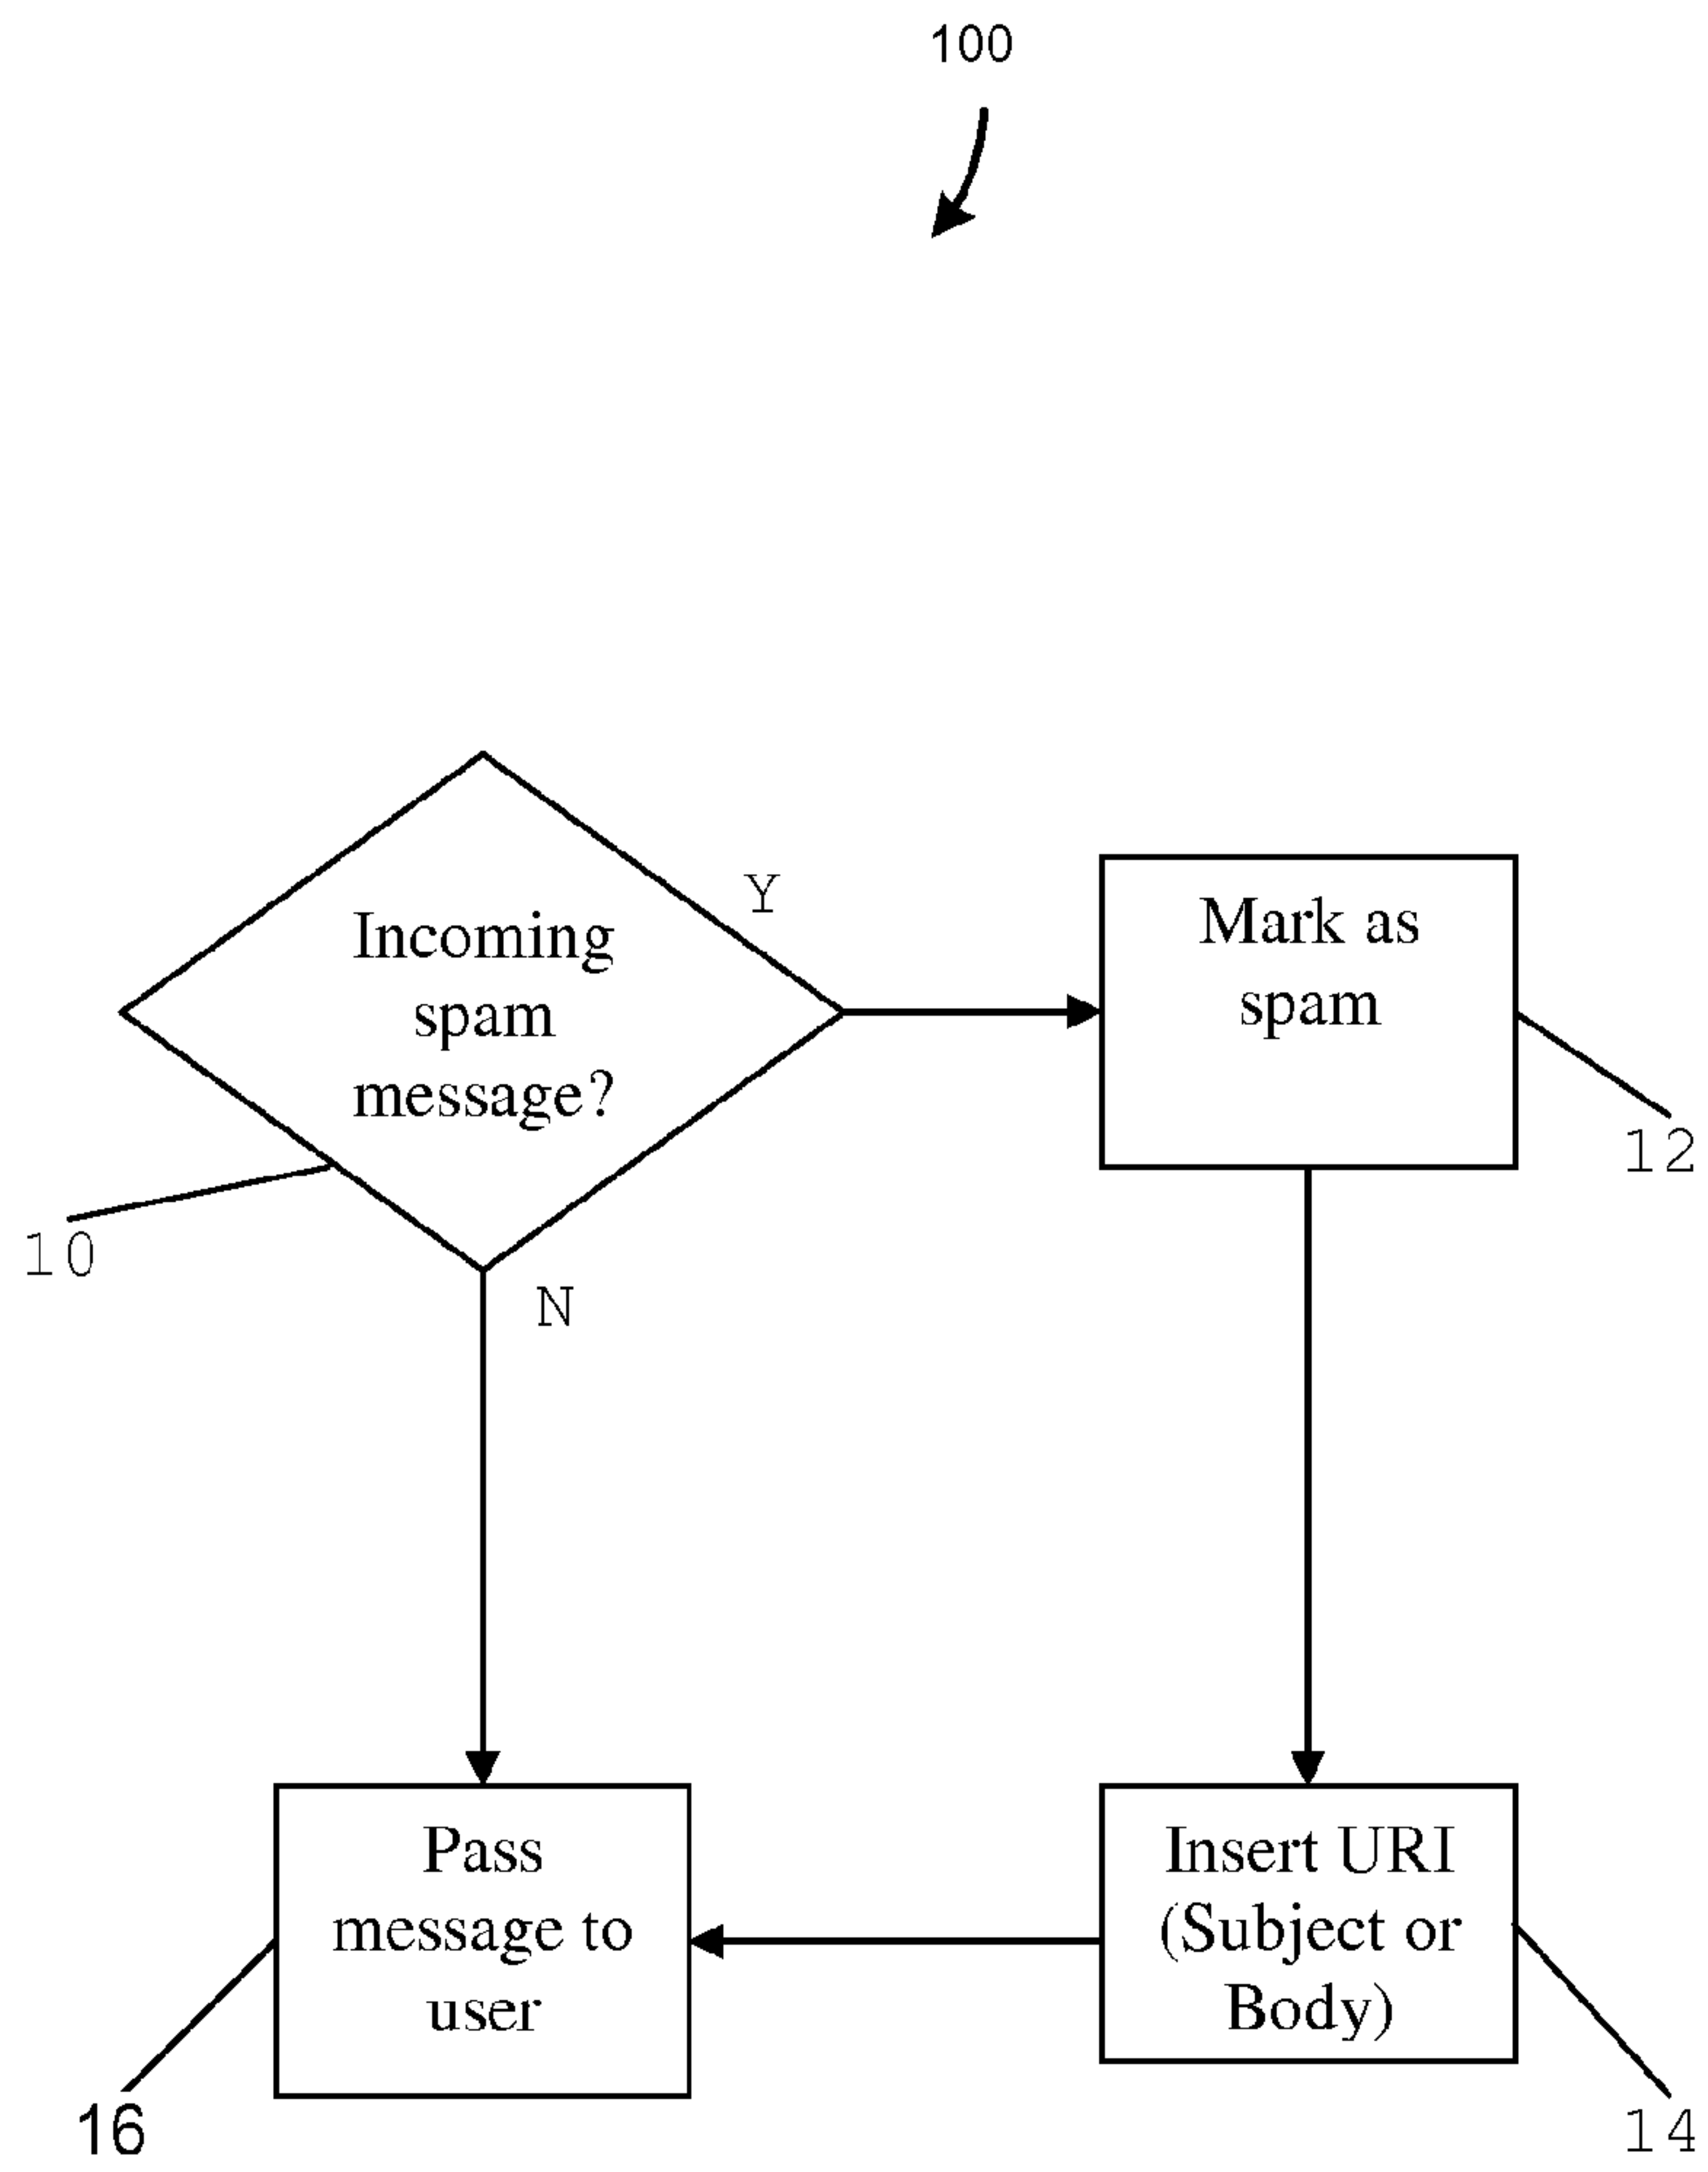 100
Incoming
spam
message?
Y
Mark as
spam
12
10
N
Pass
message to
user
Insert URI
(Subject or
Body)
16
14